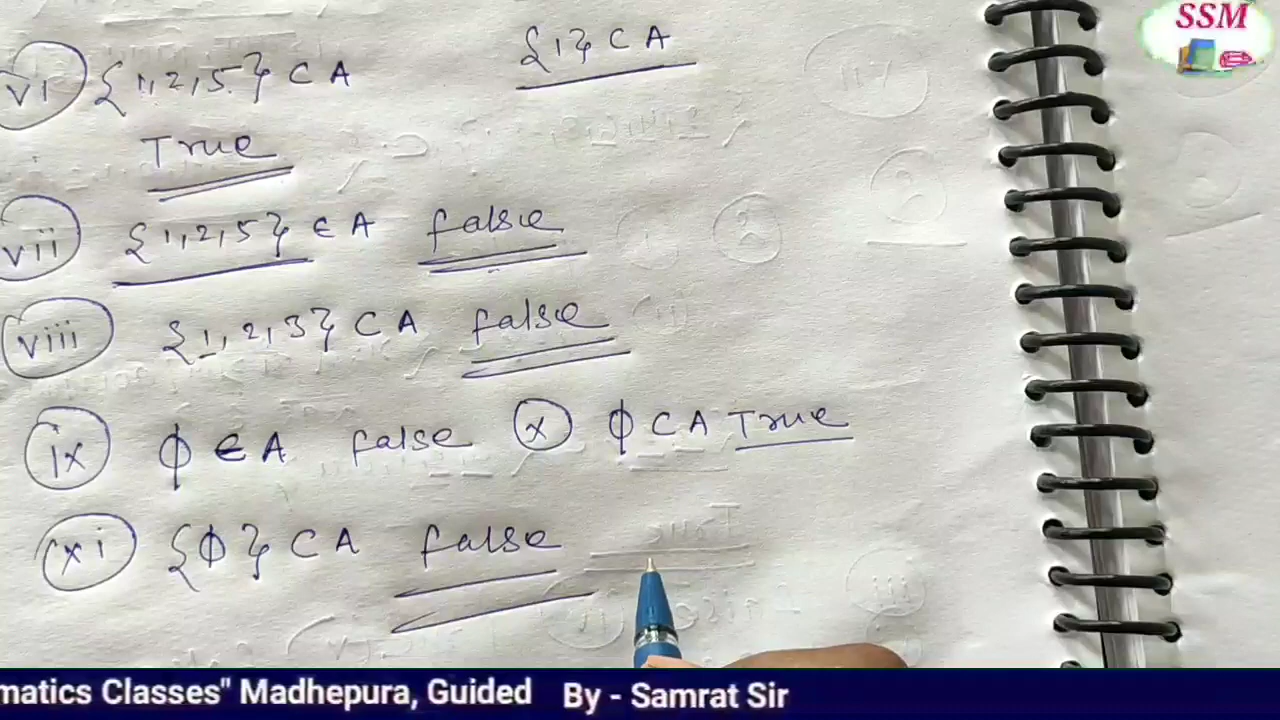 SSM
{1} C A
vi {1,2,5} C A
True
vii {1,2,5} ∈ A false
viii {1,2,3} C A false
ix ϕ ∈ A false x ϕ C A True
xi {ϕ} C A false
matics Classes" Madhepura, Guided By - Samrat Sir